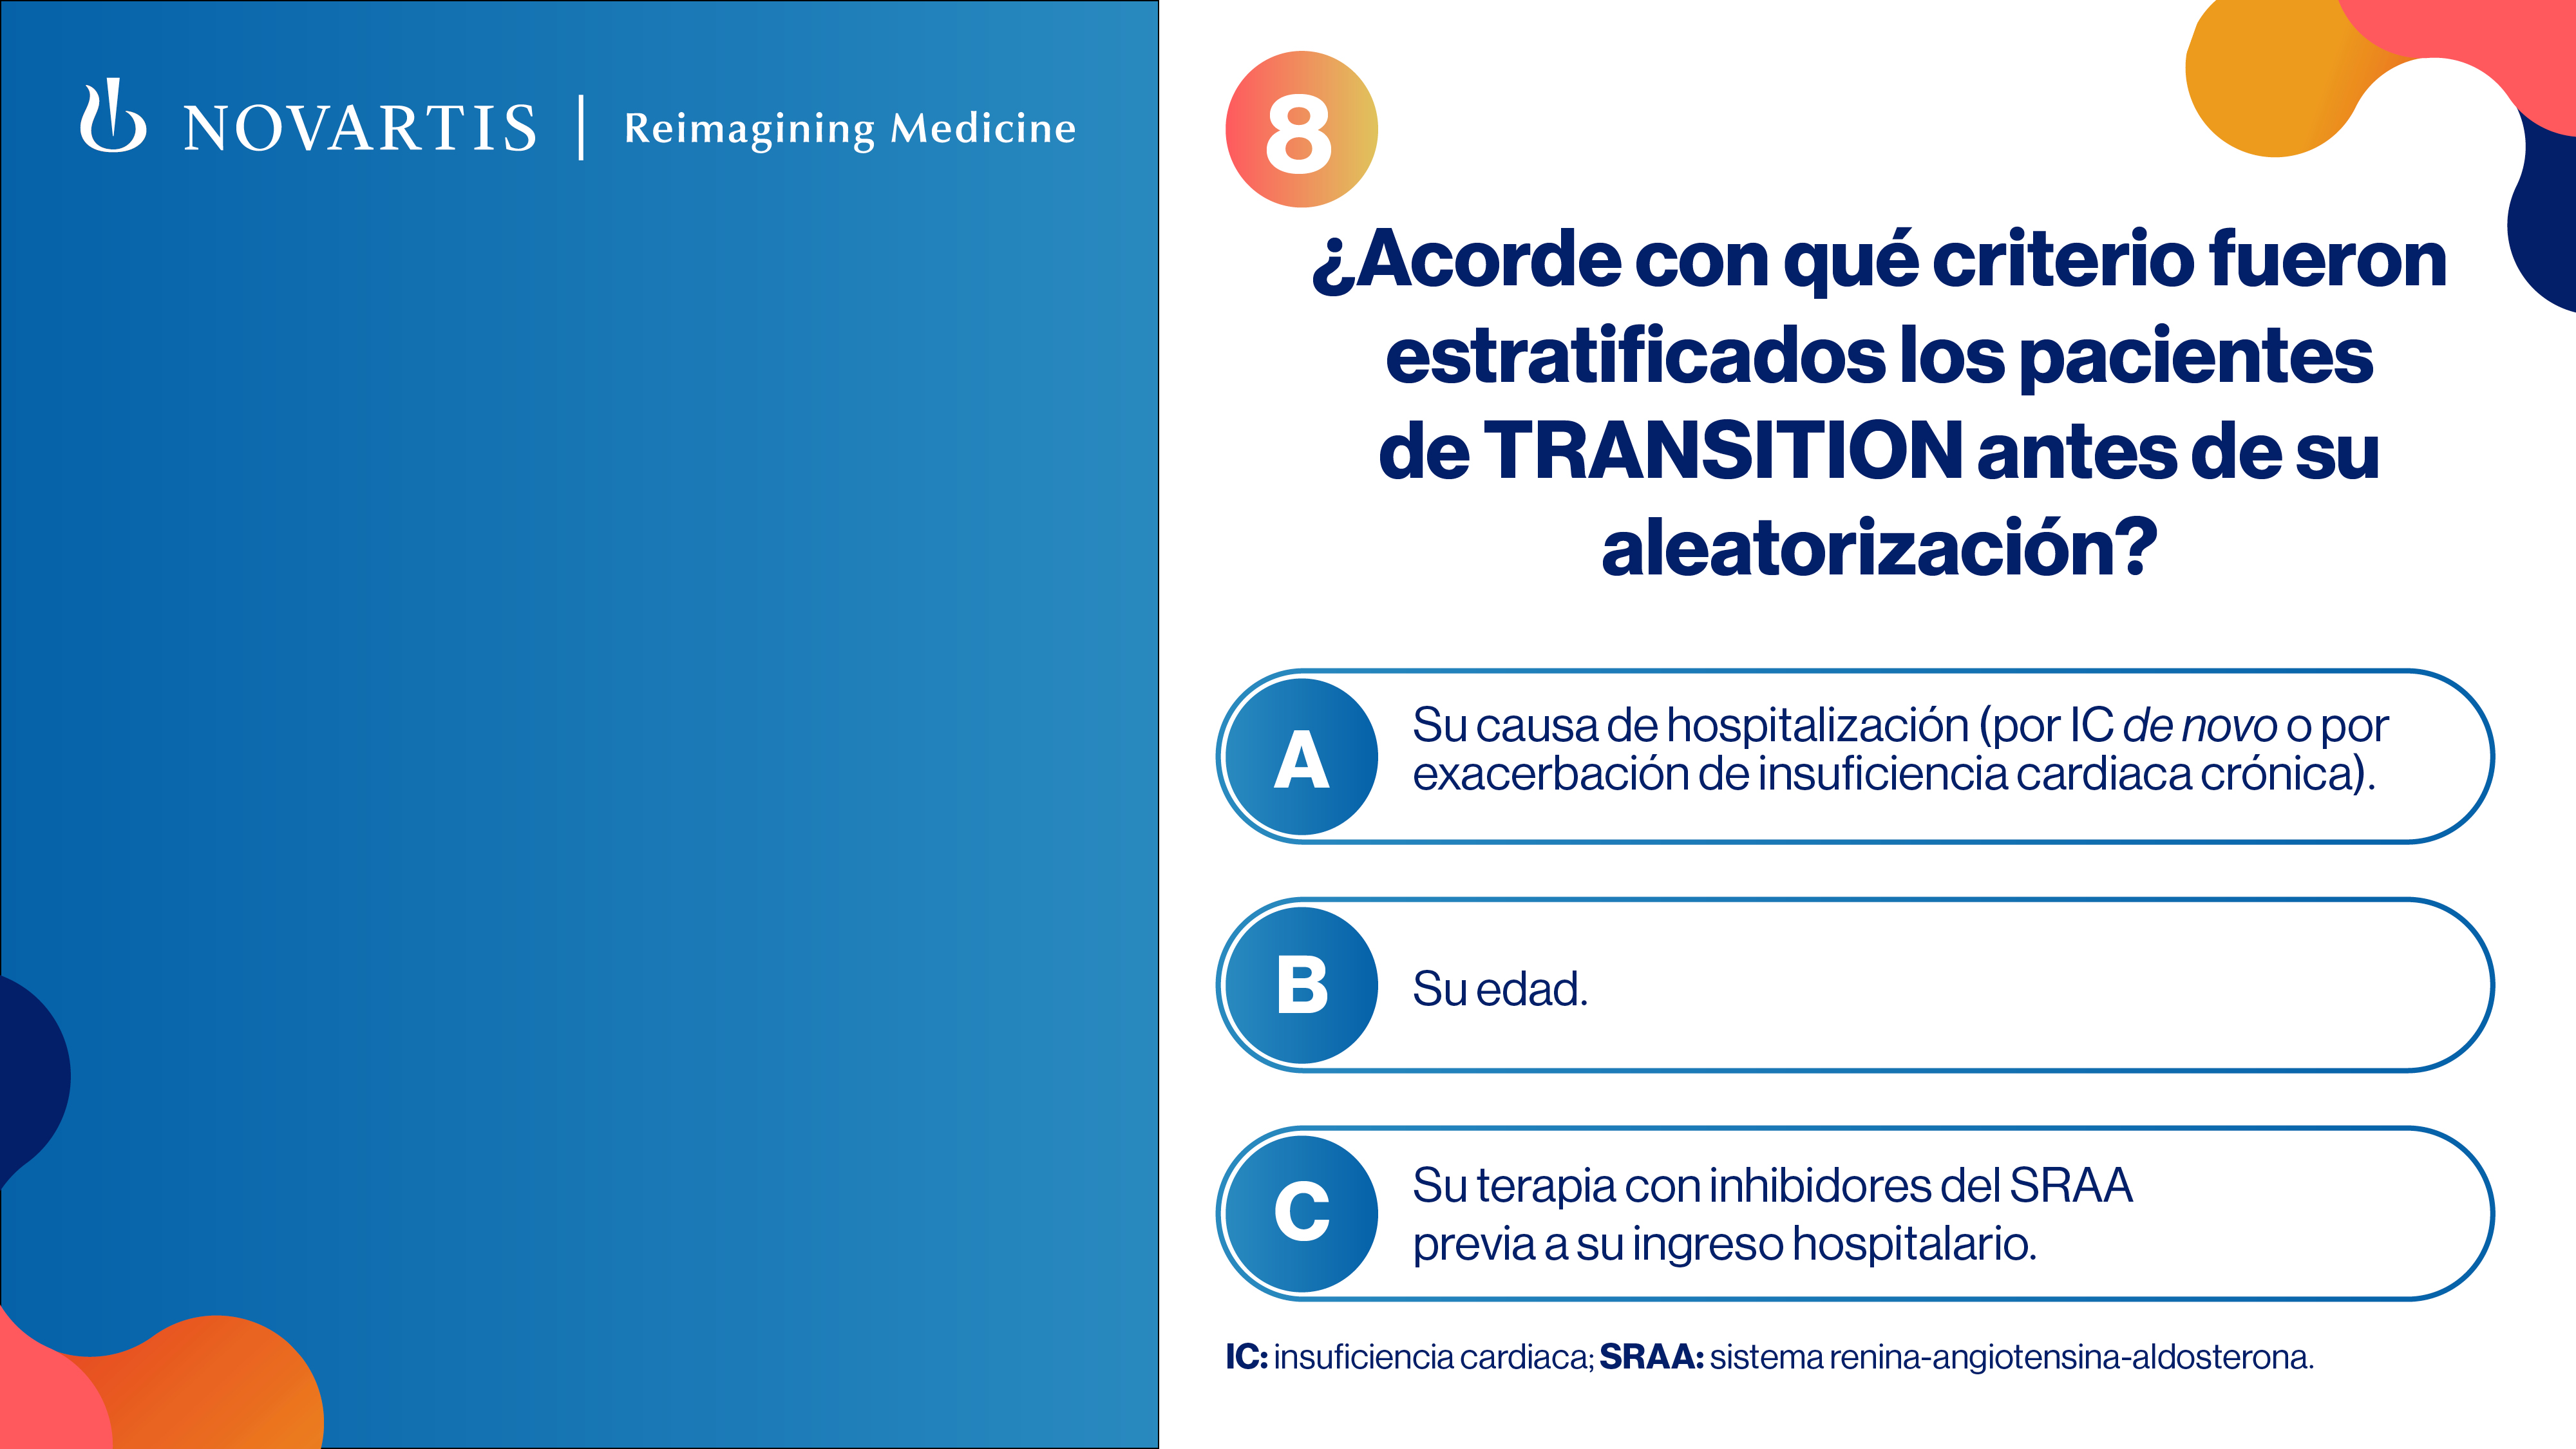 NOVARTIS | Reimagining Medicine
8
¿Acorde con qué criterio fueron
estratificados los pacientes
de TRANSITION antes de su
aleatorización?
A
Su causa de hospitalización (por IC de novo o por
exacerbación de insuficiencia cardiaca crónica).
B
Su edad.
C
Su terapia con inhibidores del SRAA
previa a su ingreso hospitalario.
IC: insuficiencia cardiaca; SRAA: sistema renina-angiotensina-aldosterona.